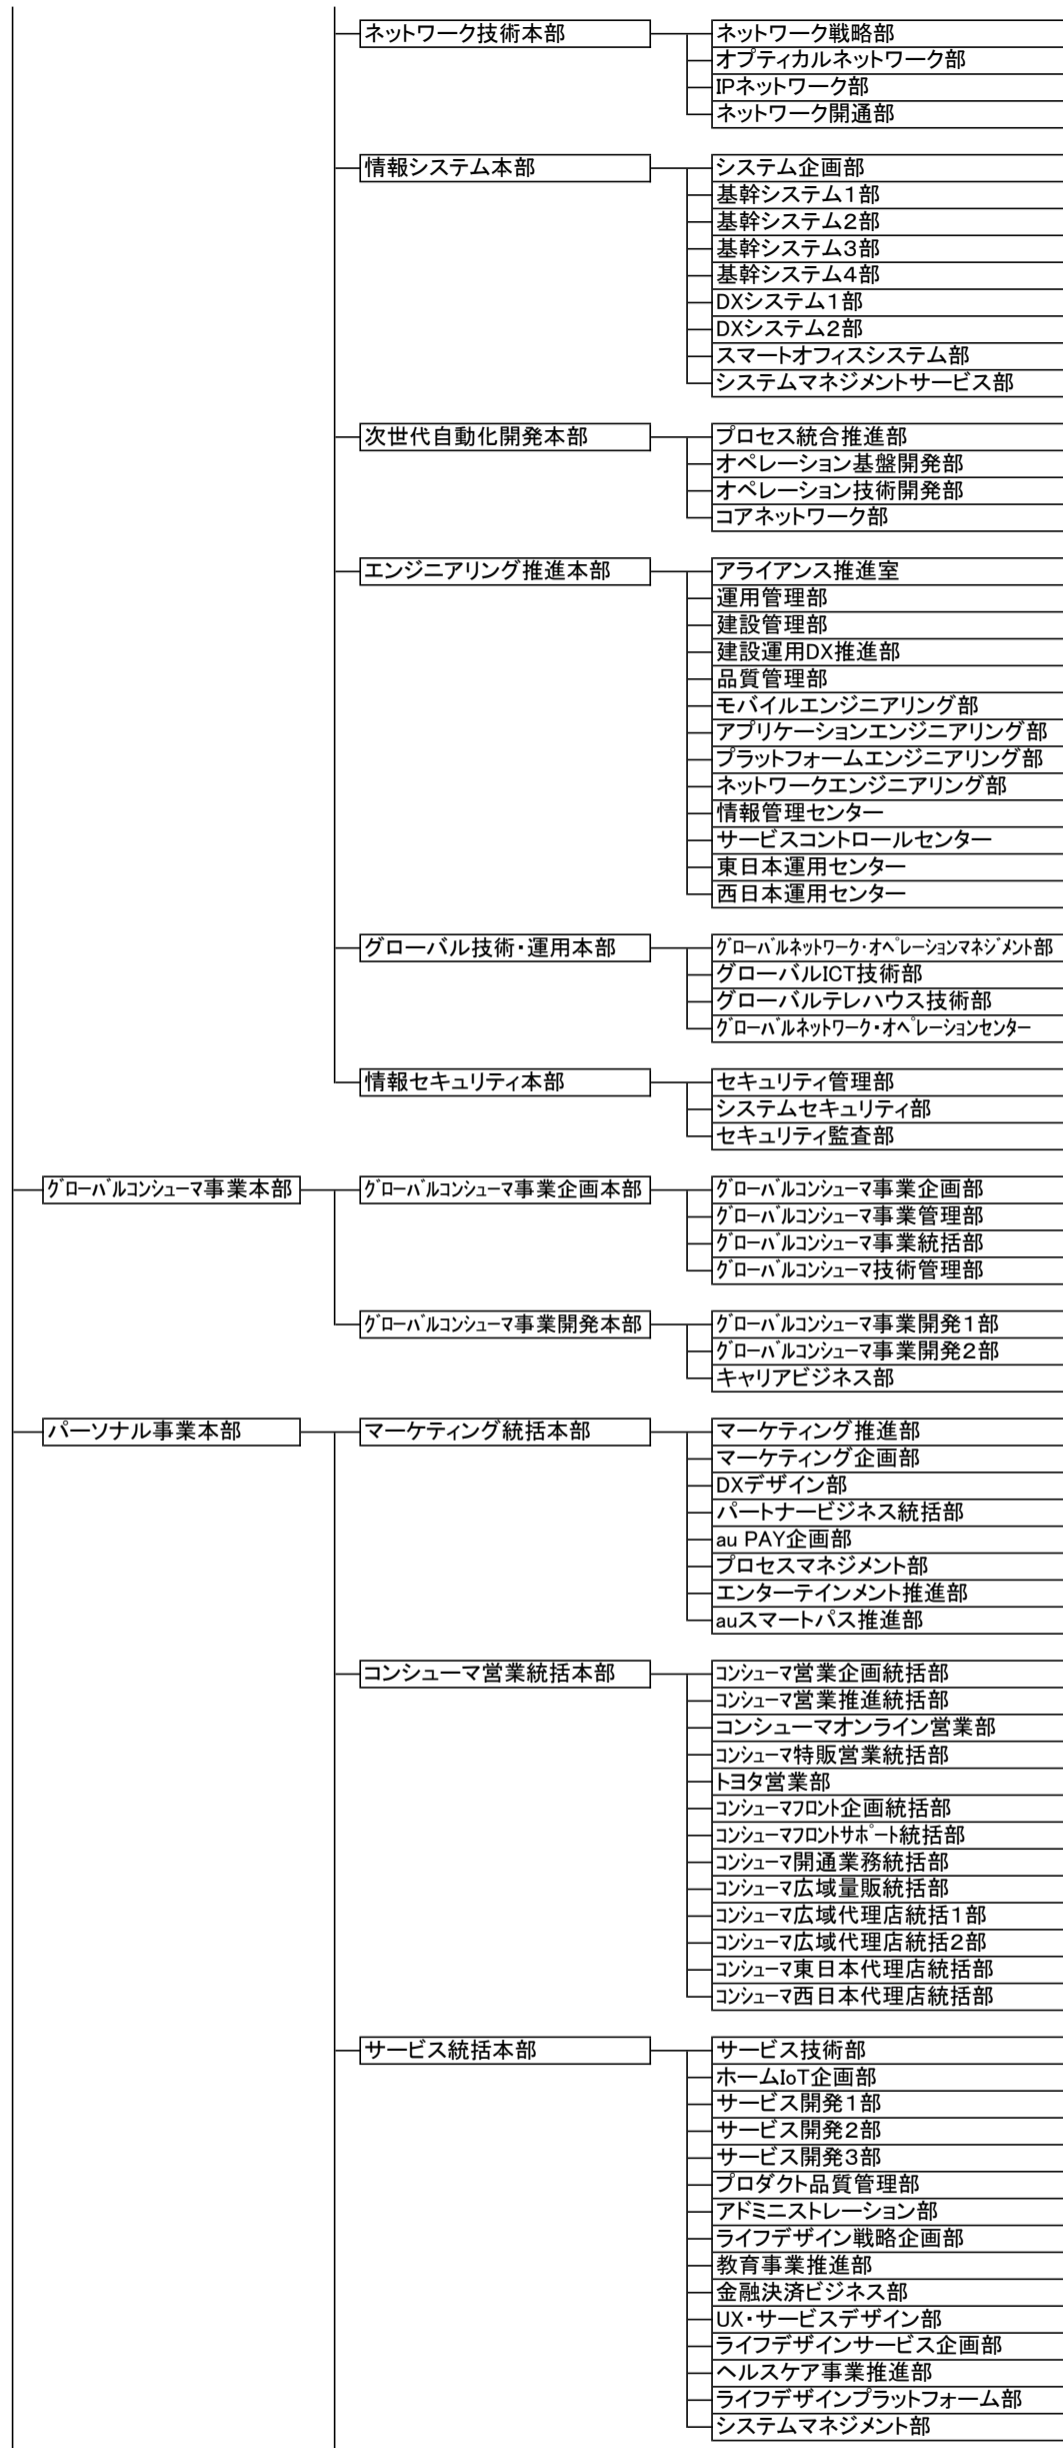 ネットワーク技術本部
ネットワーク戦略部
オプティカルネットワーク部
IPネットワーク部
ネットワーク開通部
情報システム本部
システム企画部
基幹システム1部
基幹システム2部
基幹システム3部
基幹システム4部
DXシステム1部
DXシステム2部
スマートオフィスシステム部
システムマネジメントサービス部
次世代自動化開発本部
プロセス統合推進部
オペレーション基盤開発部
オペレーション技術開発部
コアネットワーク部
エンジニアリング推進本部
アライアンス推進室
運用管理部
建設管理部
建設運用DX推進部
品質管理部
モバイルエンジニアリング部
アプリケーションエンジニアリング部
プラットフォームエンジニアリング部
ネットワークエンジニアリング部
情報管理センター
サービスコントロールセンター
東日本運用センター
西日本運用センター
グローバル技術・運用本部
ｸﾞﾛｰﾊﾞﾙﾈｯﾄﾜｰｸ・ｵﾍﾟﾚｰｼｮﾝﾏﾈｼﾞﾒﾝﾄ部
グローバルICT技術部
グローバルテレハウス技術部
ｸﾞﾛｰﾊﾞﾙﾈｯﾄﾜｰｸ・ｵﾍﾟﾚｰｼｮﾝｾﾝﾀｰ
情報セキュリティ本部
セキュリティ管理部
システムセキュリティ部
セキュリティ監査部
ｸﾞﾛｰﾊﾞﾙｺﾝｼｭｰﾏ事業本部
ｸﾞﾛｰﾊﾞﾙｺﾝｼｭｰﾏ事業企画本部
ｸﾞﾛｰﾊﾞﾙｺﾝｼｭｰﾏ事業企画部
ｸﾞﾛｰﾊﾞﾙｺﾝｼｭｰﾏ事業管理部
ｸﾞﾛｰﾊﾞﾙｺﾝｼｭｰﾏ事業統括部
ｸﾞﾛｰﾊﾞﾙｺﾝｼｭｰﾏ技術管理部
ｸﾞﾛｰﾊﾞﾙｺﾝｼｭｰﾏ事業開発本部
ｸﾞﾛｰﾊﾞﾙｺﾝｼｭｰﾏ事業開発1部
ｸﾞﾛｰﾊﾞﾙｺﾝｼｭｰﾏ事業開発2部
キャリアビジネス部
パーソナル事業本部
マーケティング統括本部
マーケティング推進部
マーケティング企画部
DXデザイン部
パートナービジネス統括部
au PAY企画部
プロセスマネジメント部
エンターテインメント推進部
auスマートパス推進部
コンシューマ営業統括本部
ｺﾝｼｭｰﾏ営業企画統括部
ｺﾝｼｭｰﾏ営業推進統括部
コンシューマオンライン営業部
ｺﾝｼｭｰﾏ特販営業統括部
トヨタ営業部
ｺﾝｼｭｰﾏﾌﾛﾝﾄ企画統括部
ｺﾝｼｭｰﾏﾌﾛﾝﾄｻﾎﾟｰﾄ統括部
ｺﾝｼｭｰﾏ開通業務統括部
ｺﾝｼｭｰﾏ広域量販統括部
ｺﾝｼｭｰﾏ広域代理店統括1部
ｺﾝｼｭｰﾏ広域代理店統括2部
ｺﾝｼｭｰﾏ東日本代理店統括部
ｺﾝｼｭｰﾏ西日本代理店統括部
サービス統括本部
サービス技術部
ホームIoT企画部
サービス開発1部
サービス開発2部
サービス開発3部
プロダクト品質管理部
アドミニストレーション部
ライフデザイン戦略企画部
教育事業推進部
金融決済ビジネス部
UX・サービスデザイン部
ライフデザインサービス企画部
ヘルスケア事業推進部
ライフデザインプラットフォーム部
システムマネジメント部